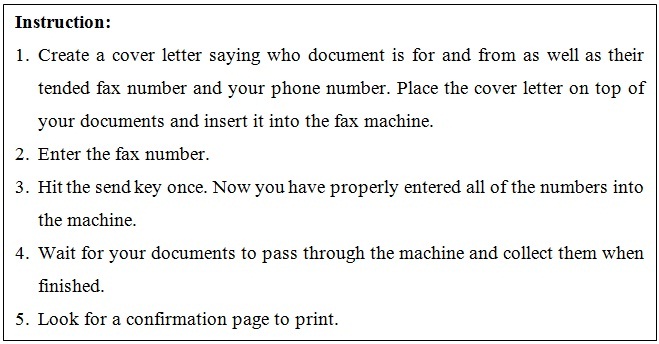 Instruction:
1. Create a cover letter saying who document is for and from as well as their
tended fax number and your phone number. Place the cover letter on top of
your documents and insert it into the fax machine.
2. Enter the fax number.
3. Hit the send key once. Now you have properly entered all of the numbers into
the machine.
4. Wait for your documents to pass through the machine and collect them when
finished.
5. Look for a confirmation page to print.